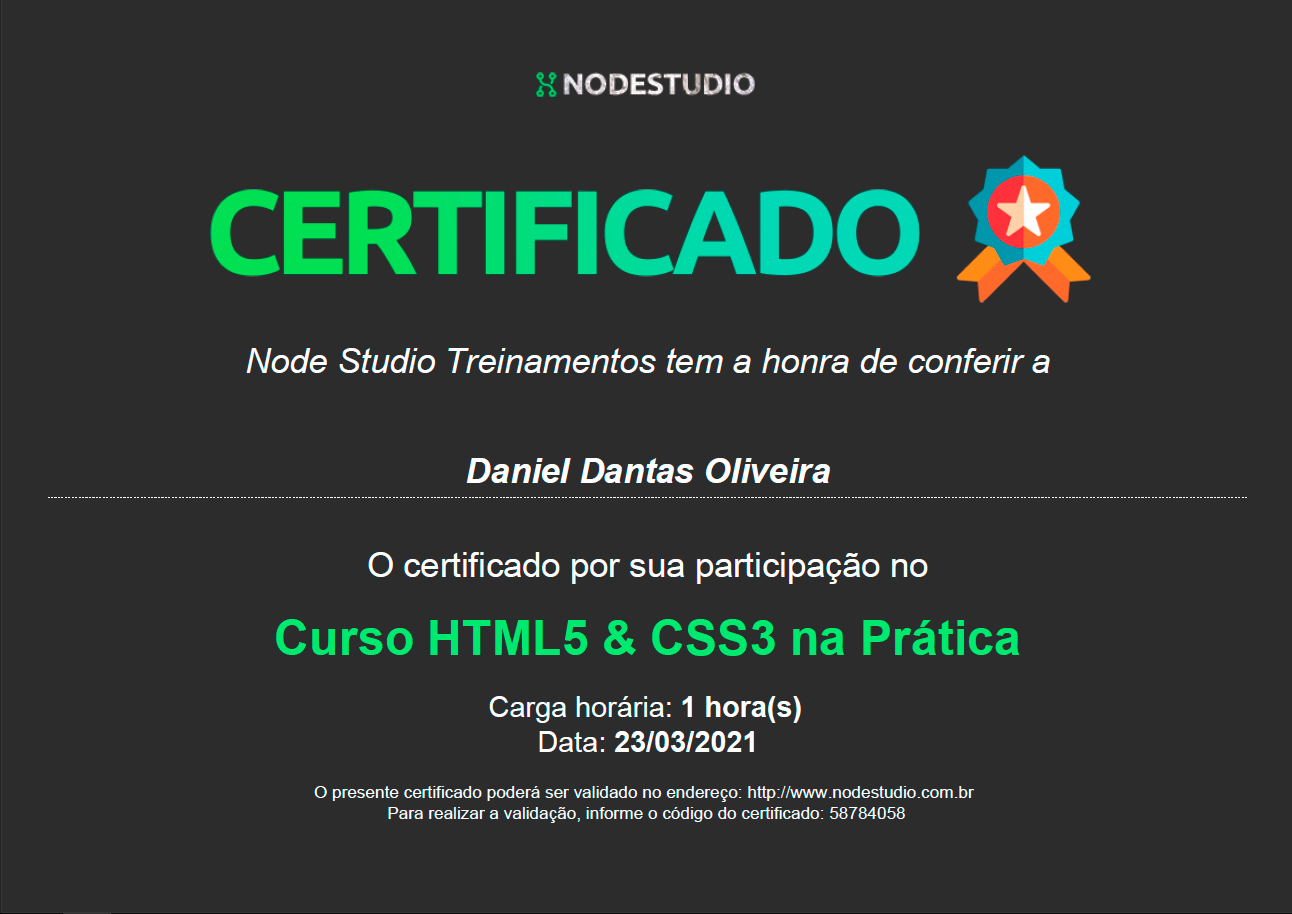 NODESTUDIO
CERTIFICADO
Node Studio Treinamentos tem a honra de conferir a
Daniel Dantas Oliveira
O certificado por sua participação no
Curso HTML5 & CSS3 na Prática
Carga horária: 1 hora(s)
Data: 23/03/2021
O presente certificado poderá ser validado no endereço: http://www.nodestudio.com.br
Para realizar a validação, informe o código do certificado: 58784058